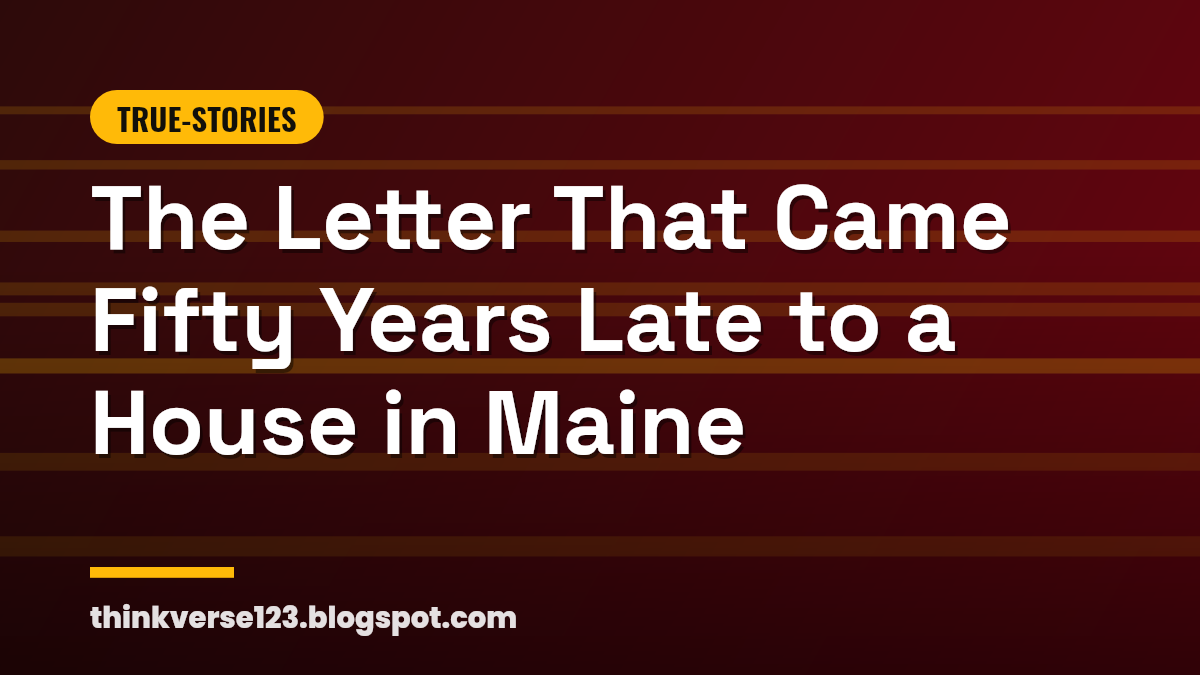 TRUE-STORIES
The Letter That Came
Fifty Years Late to a
House in Maine
thinkverse123.blogspot.com